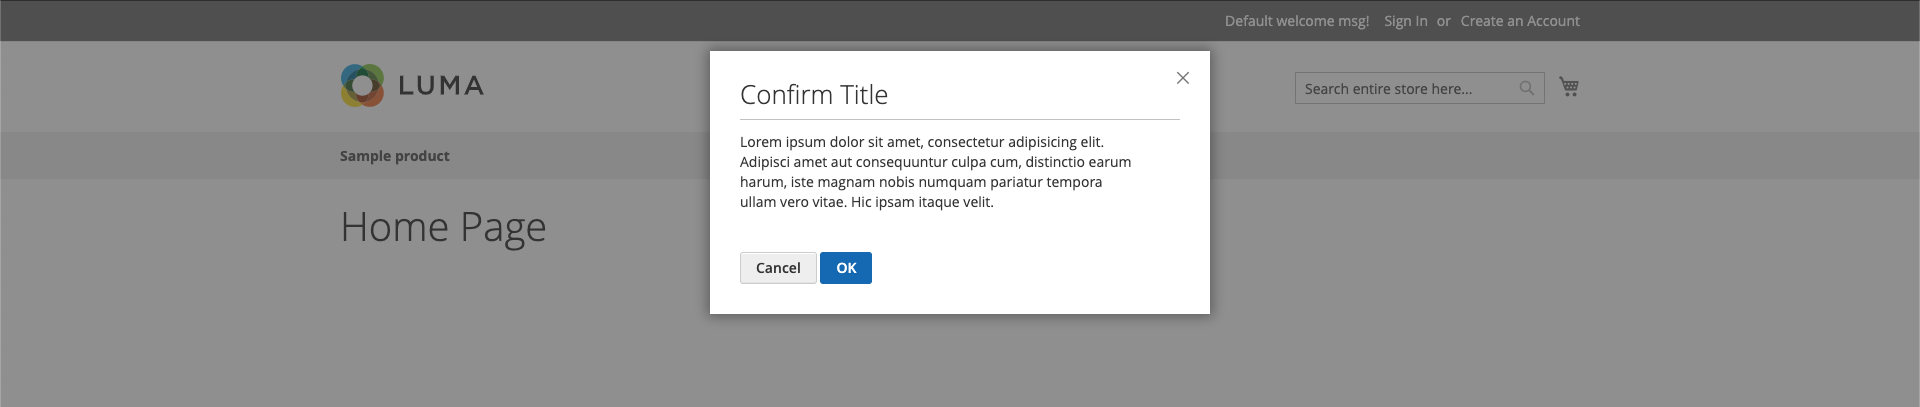 Default welcome msg! Sign In or Create an Account
LUMA
Search entire store here...
Sample product
Home Page
Confirm Title
Lorem ipsum dolor sit amet, consectetur adipisicing elit.
Adipisci amet aut consequuntur culpa cum, distinctio earum
harum, iste magnam nobis numquam pariatur tempora
ullam vero vitae. Hic ipsam itaque velit.
Cancel OK